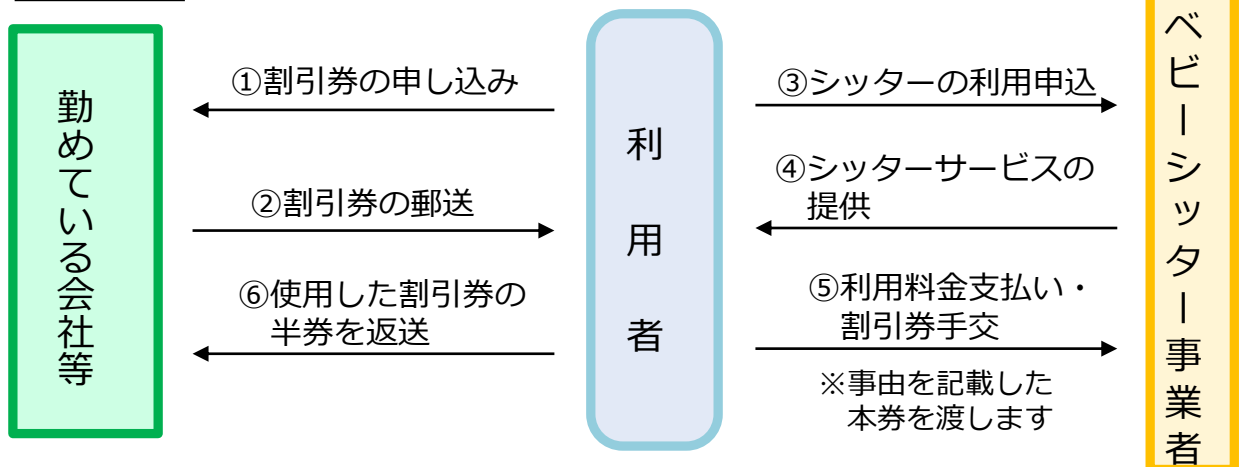 勤めている会社等
①割引券の申し込み
②割引券の郵送
⑥使用した割引券の
半券を返送
利用者
③シッターの利用申込
④シッターサービスの
提供
⑤利用料金支払い・
割引券手交
※事由を記載した
本券を渡します
ベビーシッター事業者